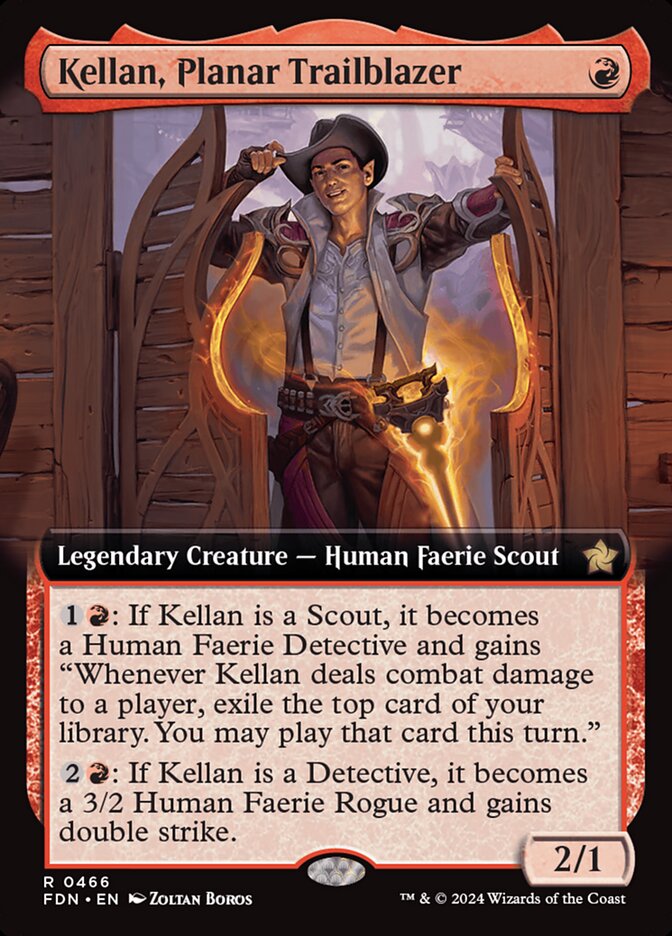 Kellan, Planar Trailblazer
Legendary Creature — Human Faerie Scout
1: If Kellan is a Scout, it becomes
a Human Faerie Detective and gains
“Whenever Kellan deals combat damage
to a player, exile the top card of your
library. You may play that card this turn.”
2: If Kellan is a Detective, it becomes
a 3/2 Human Faerie Rogue and gains
double strike.
2/1
R 0466
FDN • EN Zoltan Boros
™ & © 2024 Wizards of the Coast